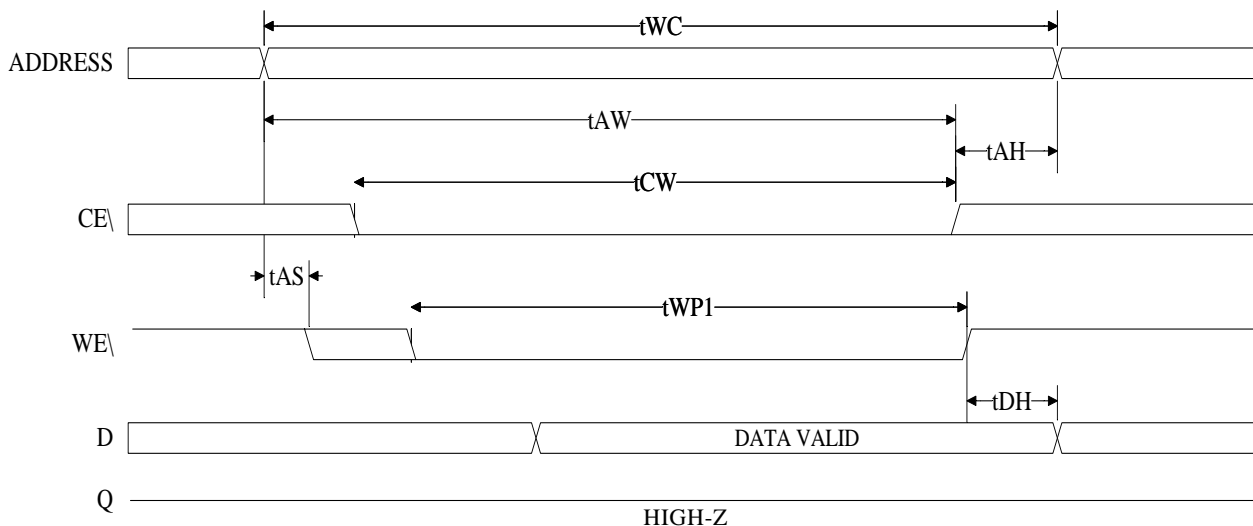 tWC
ADDRESS
tAW
tAH
tCW
CE\
tAS
tWP1
WE\
tDH
D
DATA VALID
Q
HIGH-Z